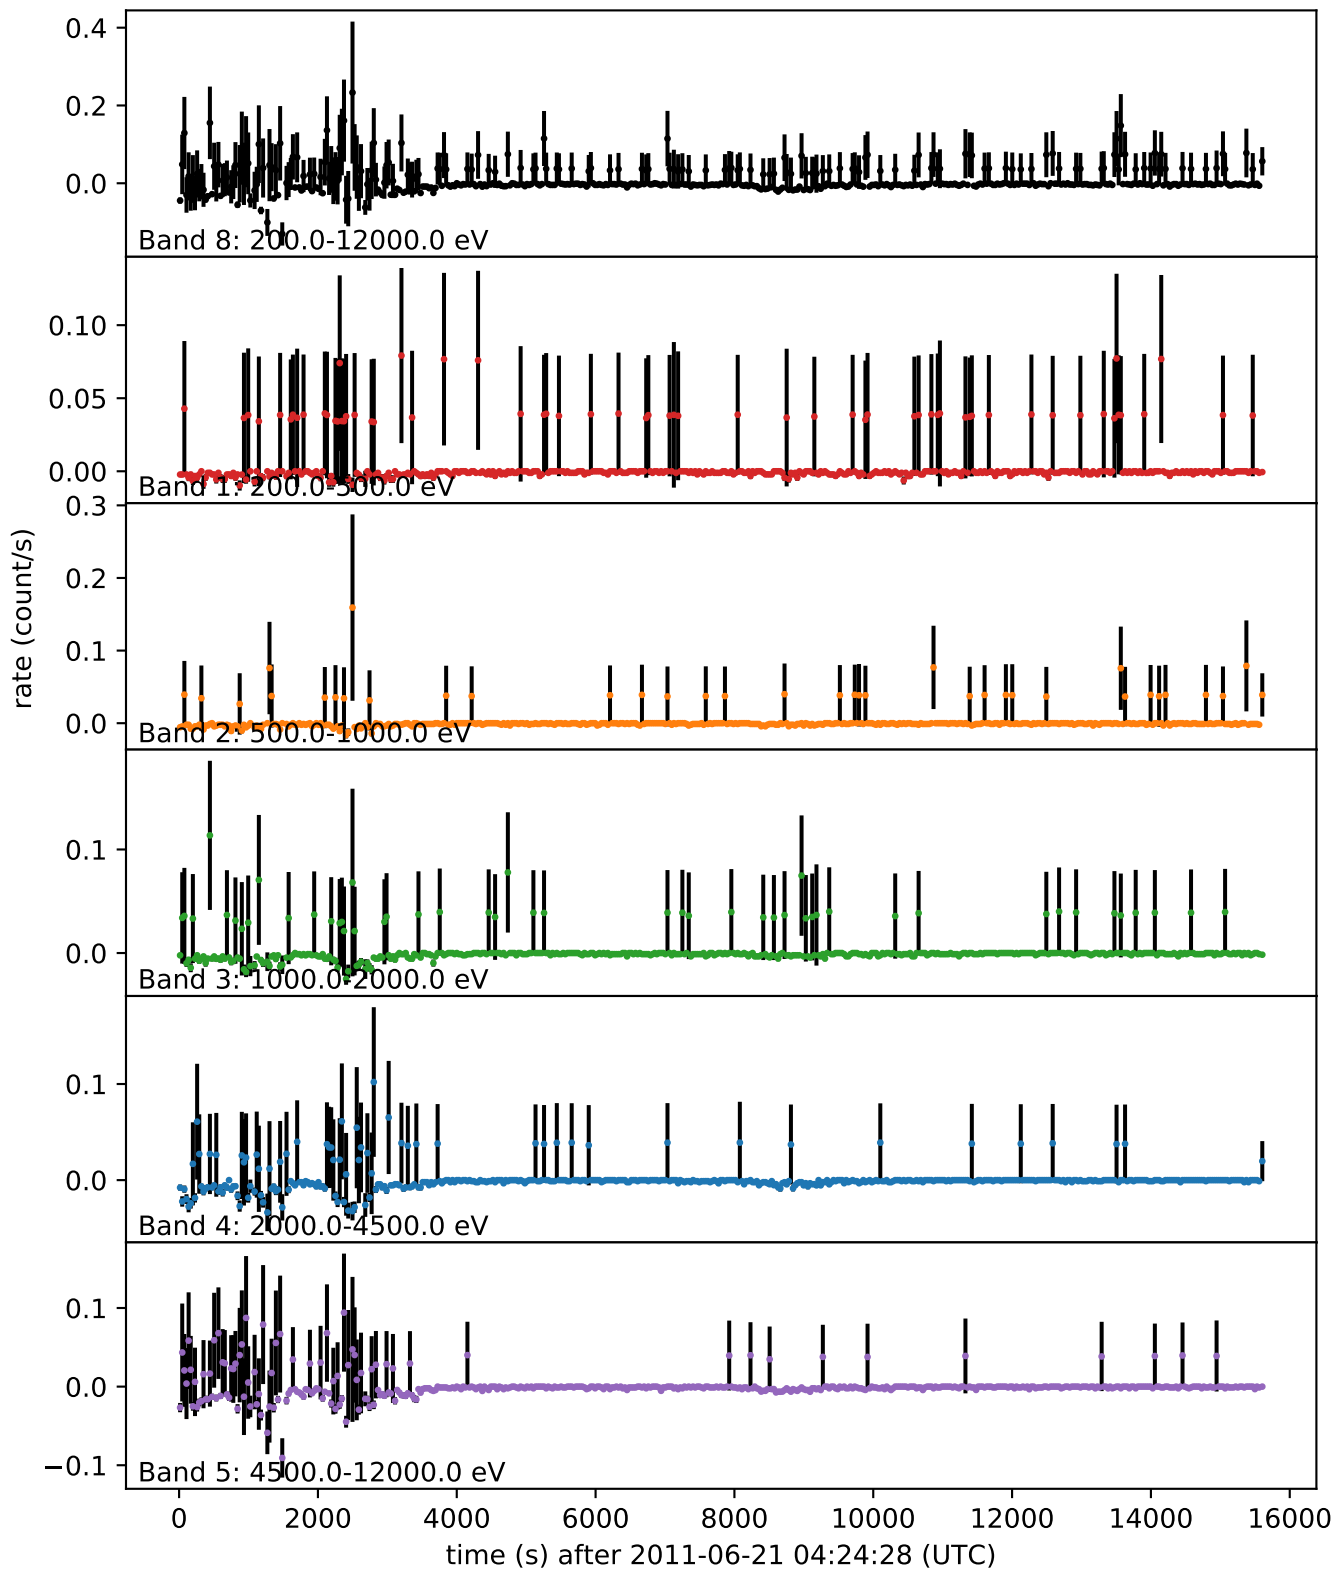 0.4
0.2
0.0
Band 8: 200.0-12000.0 eV
0.10
0.05
0.00
Band 1: 200.0-500.0 eV
rate (count/s)
0.3
0.2
0.1
0.0
Band 2: 500.0-1000.0 eV
0.1
0.0
Band 3: 1000.0-2000.0 eV
0.1
0.0
Band 4: 2000.0-4500.0 eV
0.1
0.0
−0.1
Band 5: 4500.0-12000.0 eV
0 2000 4000 6000 8000 10000 12000 14000 16000
time (s) after 2011-06-21 04:24:28 (UTC)